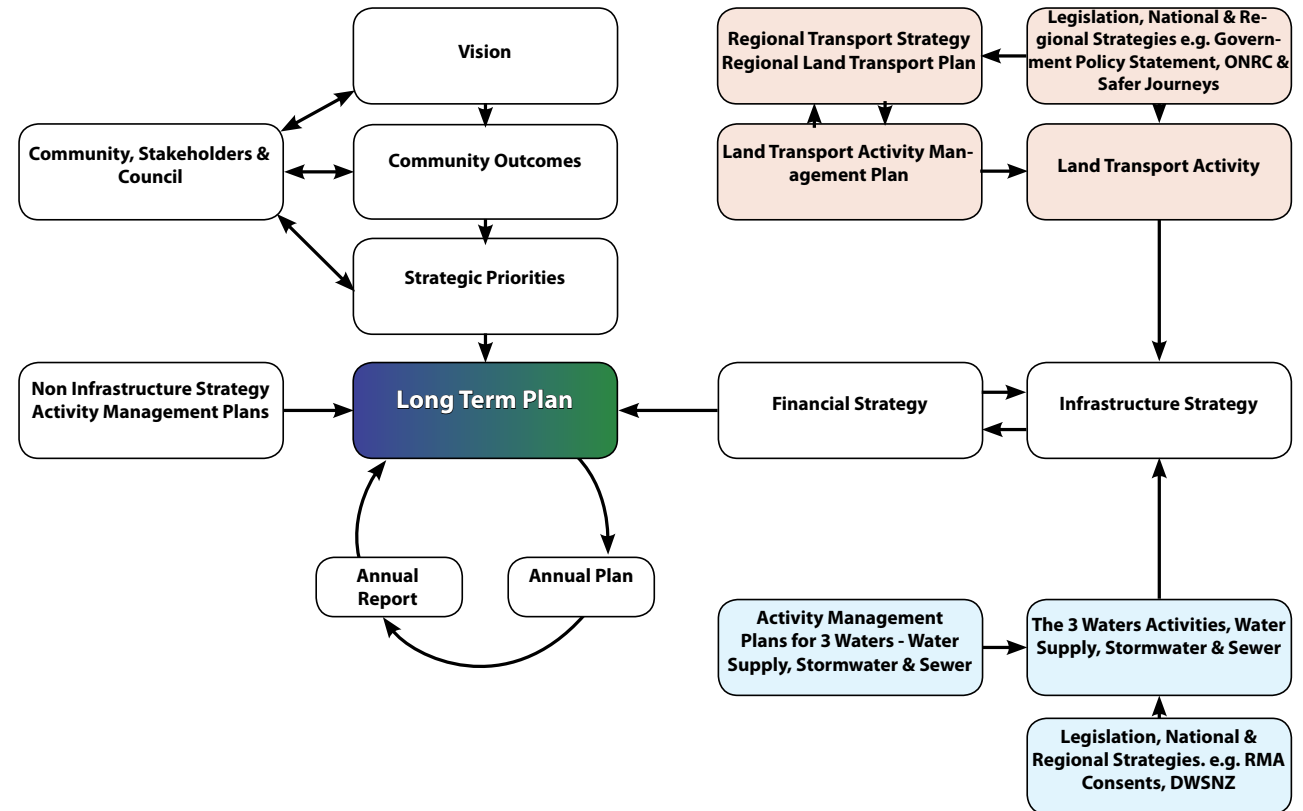 Vision
Community, Stakeholders &
Council
Community Outcomes
Strategic Priorities
Non Infrastructure Strategy
Activity Management Plans
Long Term Plan
Annual
Report
Annual Plan
Regional Transport Strategy
Regional Land Transport Plan
Legislation, National & Re-
gional Strategies e.g. Govern-
ment Policy Statement, ONRC &
Safer Journeys
Land Transport Activity Man-
agement Plan
Land Transport Activity
Financial Strategy
Infrastructure Strategy
Activity Management
Plans for 3 Waters - Water
Supply, Stormwater & Sewer
The 3 Waters Activities, Water
Supply, Stormwater & Sewer
Legislation, National &
Regional Strategies. e.g. RMA
Consents, DWSNZ